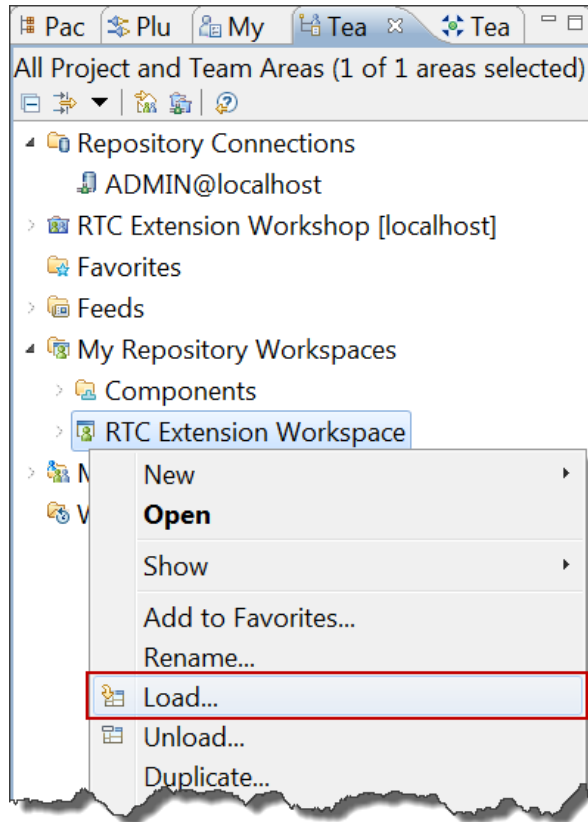 Pac Plu My Tea Tea
All Project and Team Areas (1 of 1 areas selected)
Repository Connections
ADMIN@localhost
RTC Extension Workshop [localhost]
Favorites
Feeds
My Repository Workspaces
Components
RTC Extension Workspace
M
V
New
Open
Show
Add to Favorites...
Rename...
Load...
Unload...
Duplicate...